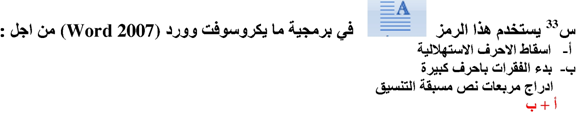 س33 يستخدم هذا الرمز A في برمجية ما يكروسوفت وورد (Word 2007) من اجل :
أ- اسقاط الاحرف الاستهلالية
ب- بدء الفقرات باحرف كبيرة
ادراج مربعات نص مسبقة التنسيق
أ + ب